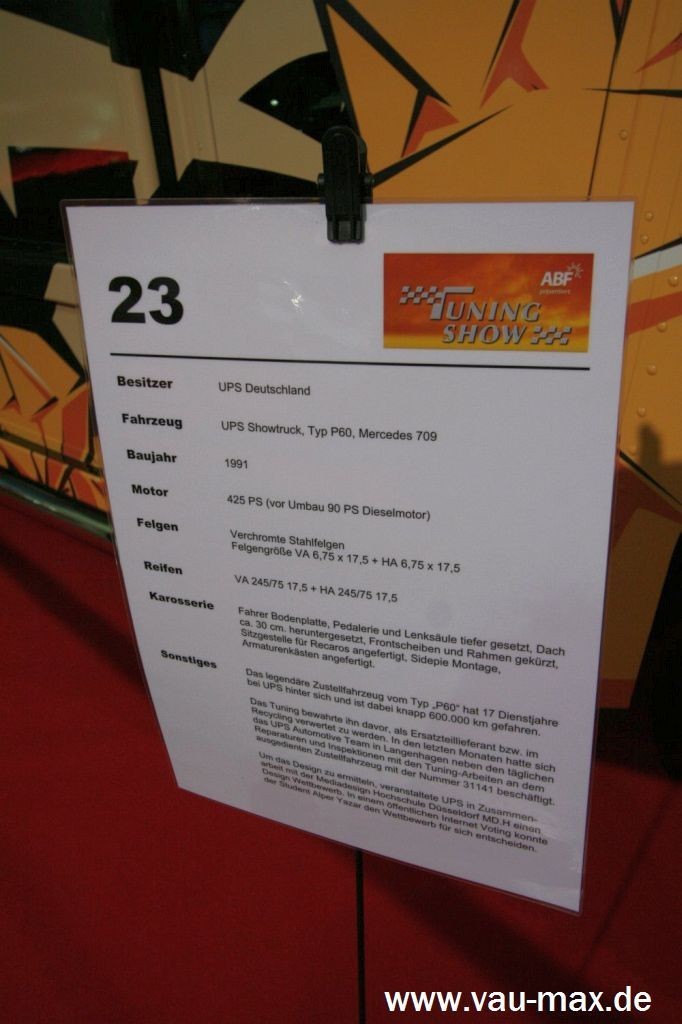 23
ABF
präsentiert:
TUNING
SHOW
Besitzer UPS Deutschland
Fahrzeug UPS Showtruck, Typ P60, Mercedes 709
Baujahr 1991
Motor 425 PS (vor Umbau 90 PS Dieselmotor)
Felgen Verchromte Stahlfelgen
Felgengröße VA 6,75 x 17,5 + HA 6,75 x 17,5
Reifen VA 245/75 17,5 + HA 245/75 17,5
Karosserie Fahrer Bodenplatte, Pedalerie und Lenksäule tiefer gesetzt, Dach
ca. 30 cm. heruntergesetzt, Frontscheiben und Rahmen gekürzt,
Sitzgestelle für Recaros angefertigt, Sidepie Montage,
Armaturenkästen angefertigt.
Sonstiges Das legendäre Zustellfahrzeug vom Typ „P60“ hat 17 Dienstjahre
bei UPS hinter sich und ist dabei knapp 600.000 km gefahren.
Das Tuning bewahrte ihn davor, als Ersatzteillieferant bzw. im
Recycling verwertet zu werden. In den letzten Monaten hatte sich
das UPS Automotive Team in Langenhagen neben den täglichen
Reparaturen und Inspektionen mit den Tuning-Arbeiten an dem
ausgedienten Zustellfahrzeug mit der Nummer 31141 beschäftigt.
Um das Design zu ermitteln, veranstaltete UPS in Zusammen-
arbeit mit der Mediadesign Hochschule Düsseldorf MD.H einen
Design Wettbewerb. In einem öffentlichen Internet Voting konnte
der Student Alper Yazar den Wettbewerb für sich entscheiden.
www.vau-max.de